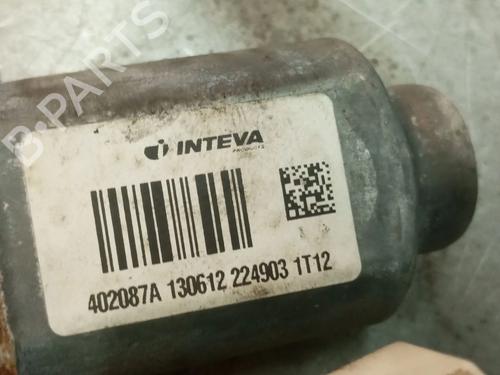 B-PARTS
INTEVA
PRODUCTS
402087A 130612 224903 1T12